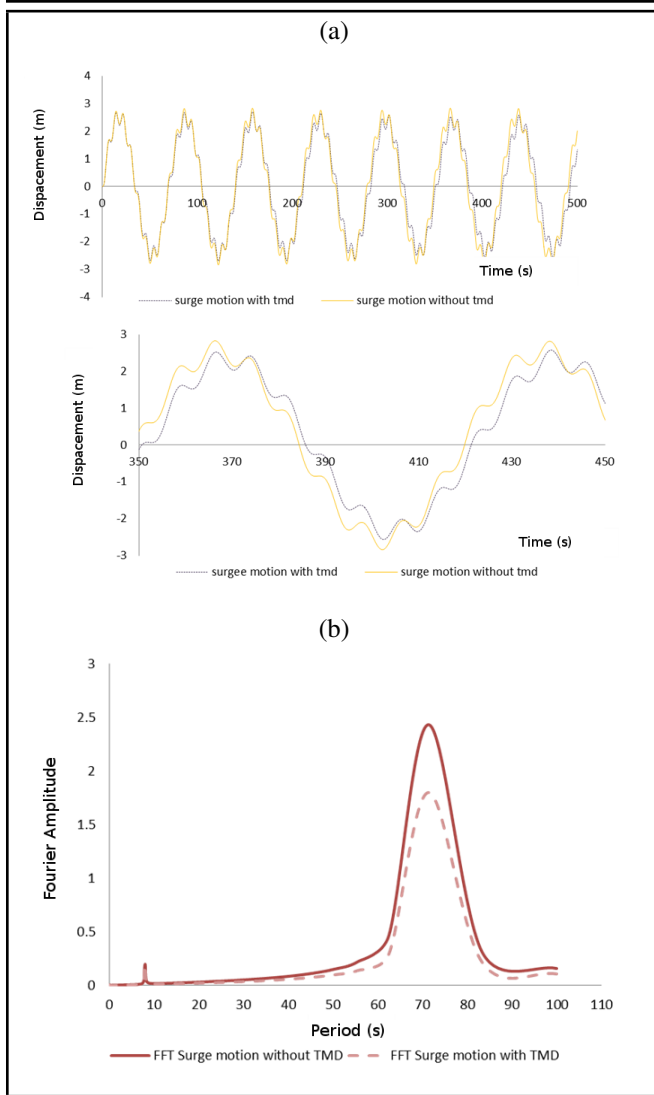 (a)
4
3
2
1
0
-1
-2
-3
-4
0 100 200 300 400 500
Dispacement (m)
Time (s)
surge motion with tmd surge motion without tmd
3
2
1
0
-1
-2
-3
350 370 390 410 430 450
Dispacement (m)
Time (s)
surgee motion with tmd surge motion without tmd
(b)
3
2.5
2
1.5
1
0.5
0
Fourier Amplitude
0 10 20 30 40 50 60 70 80 90 100 110
Period (s)
FFT Surge motion without TMD FFT Surge motion with TMD